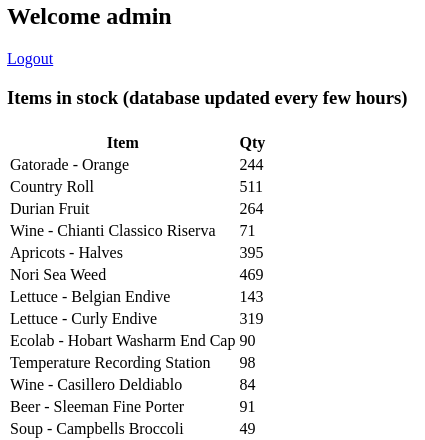 Welcome admin
Logout
Items in stock (database updated every few hours)
Item Qty
Gatorade - Orange 244
Country Roll 511
Durian Fruit 264
Wine - Chianti Classico Riserva 71
Apricots - Halves 395
Nori Sea Weed 469
Lettuce - Belgian Endive 143
Lettuce - Curly Endive 319
Ecolab - Hobart Washarm End Cap 90
Temperature Recording Station 98
Wine - Casillero Deldiablo 84
Beer - Sleeman Fine Porter 91
Soup - Campbells Broccoli 49